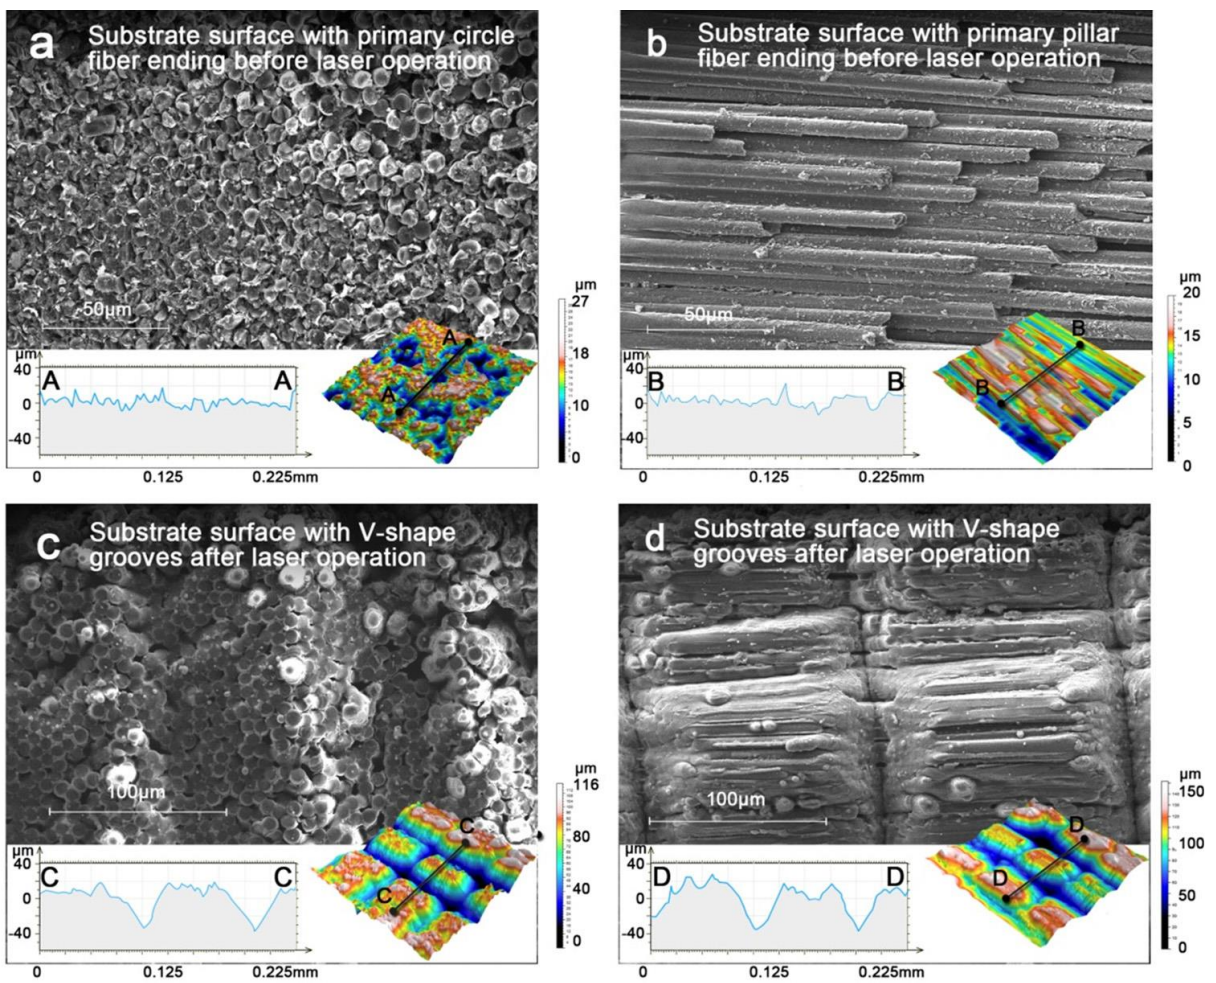 a
Substrate surface with primary circle
fiber ending before laser operation
50μm
μm
27
18
10
0
A
A
μm
40
0
-40
A
A
0
0.125
0.225mm
b
Substrate surface with primary pillar
fiber ending before laser operation
50μm
μm
20
15
10
5
0
B
B
μm
40
0
-40
B
B
0
0.125
0.225mm
c
Substrate surface with V-shape
grooves after laser operation
100μm
μm
116
80
40
0
C
C
μm
40
0
-40
C
C
0
0.125
0.225mm
d
Substrate surface with V-shape
grooves after laser operation
100μm
μm
150
100
50
0
D
D
μm
40
0
-40
D
D
0
0.125
0.225mm